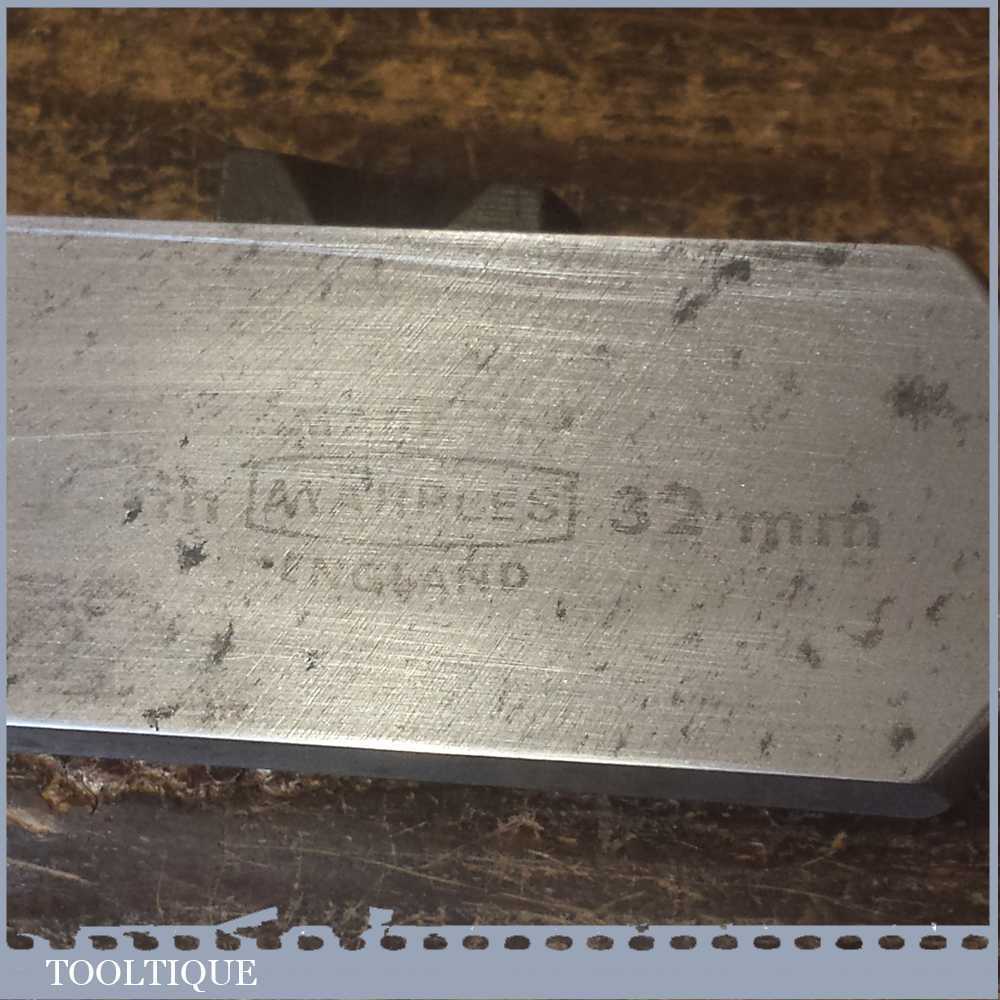 MARPLES 32 mm
ENGLAND
TOOLTIQUE